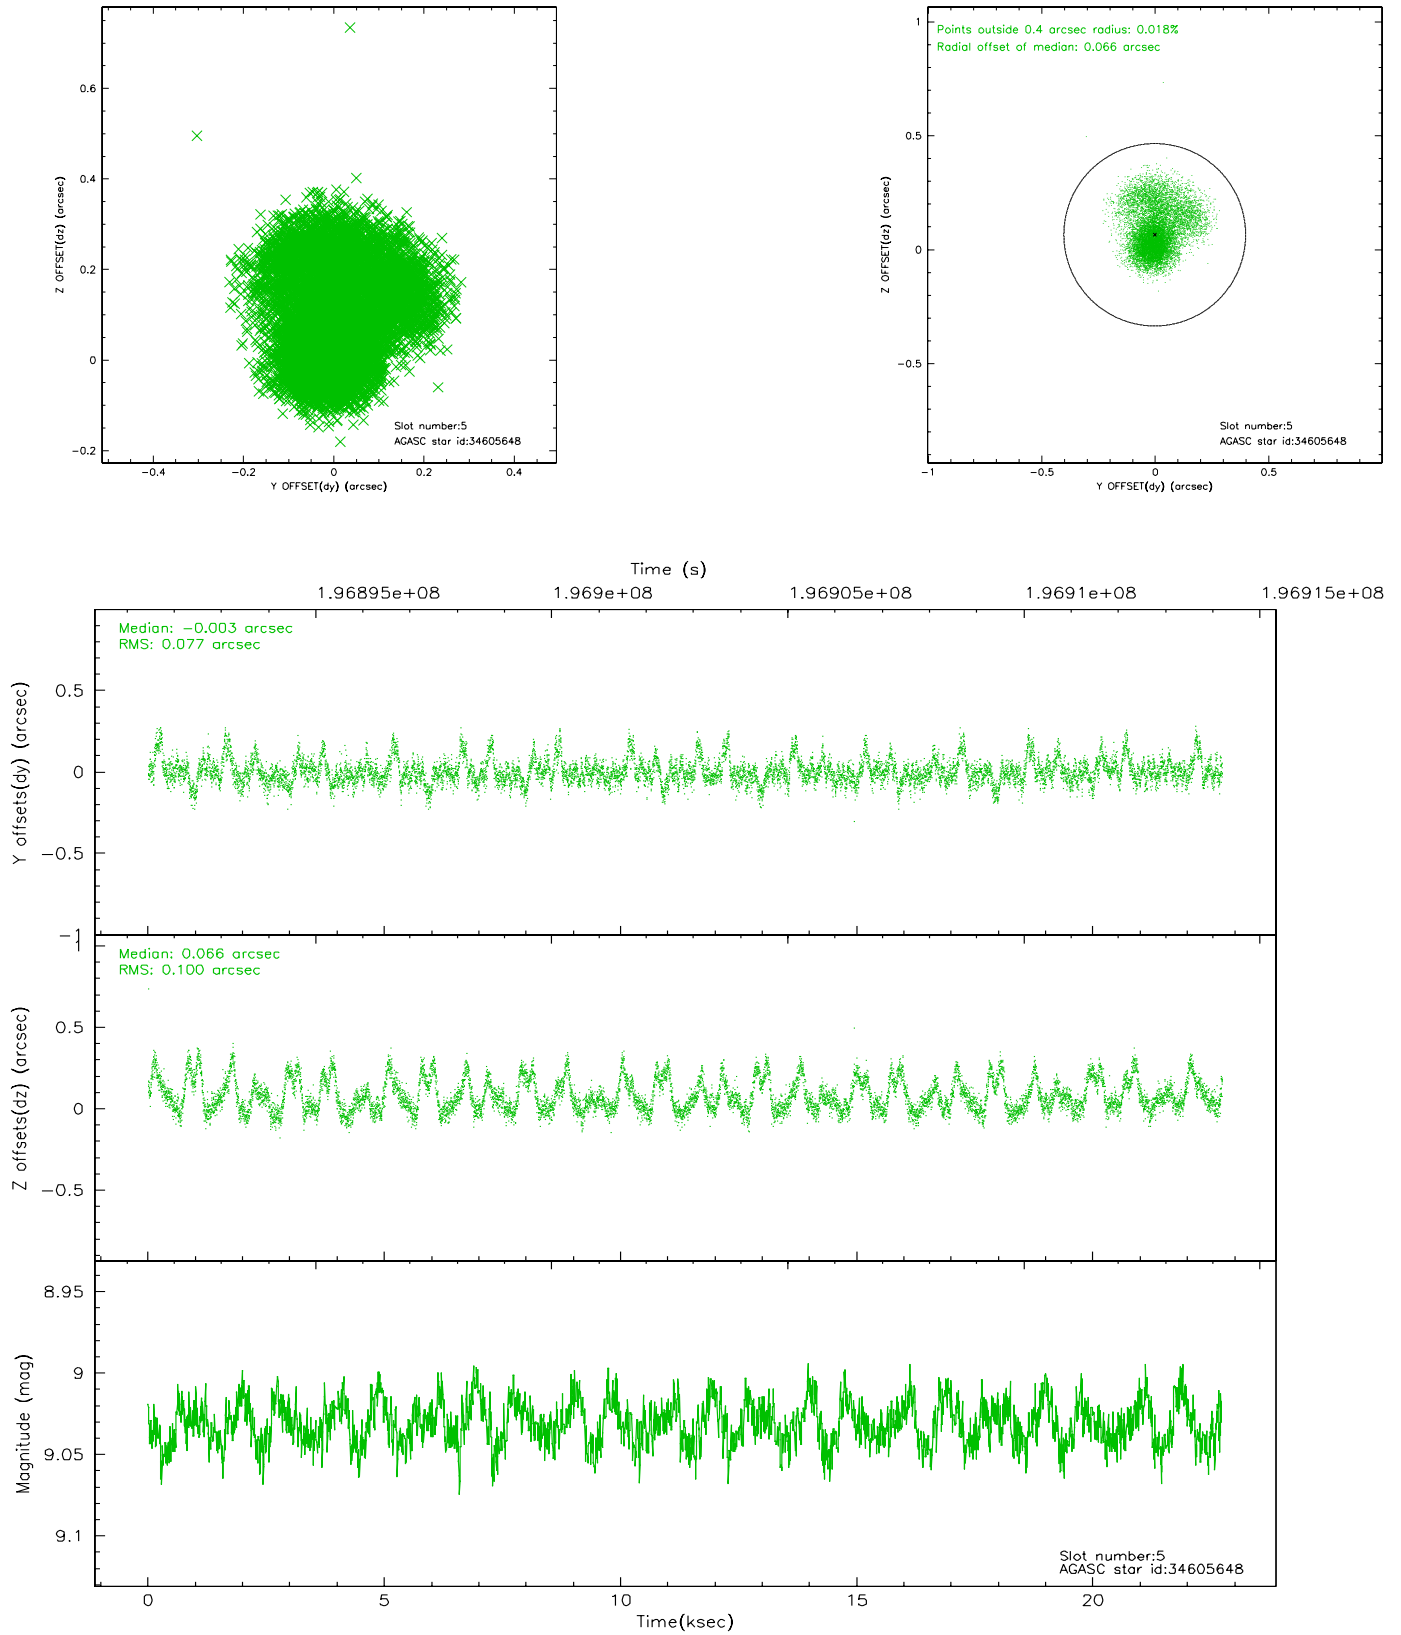 0.6
0.4
0.2
0
−0.2
−0.4
−0.2
0
0.2
0.4
Z OFFSET(dz) (arcsec)
Y OFFSET(dy) (arcsec)
Slot number:5
AGASC star id:34605648
Points outside 0.4 arcsec radius: 0.018%
Radial offset of median: 0.066 arcsec
1
0.5
0
−0.5
−1
−0.5
0
0.5
Z OFFSET(dz) (arcsec)
Y OFFSET(dy) (arcsec)
Slot number:5
AGASC star id:34605648
Time (s)
1.96895e+08
1.969e+08
1.96905e+08
1.9691e+08
1.96915e+08
Median: −0.003 arcsec
RMS: 0.077 arcsec
0.5
0
−0.5
−1
Y offsets(dy) (arcsec)
Median: 0.066 arcsec
RMS: 0.100 arcsec
1
0.5
0
−0.5
Z offsets(dz) (arcsec)
8.95
9
9.05
9.1
Magnitude (mag)
Slot number:5
AGASC star id:34605648
0
5
10
15
20
Time(ksec)